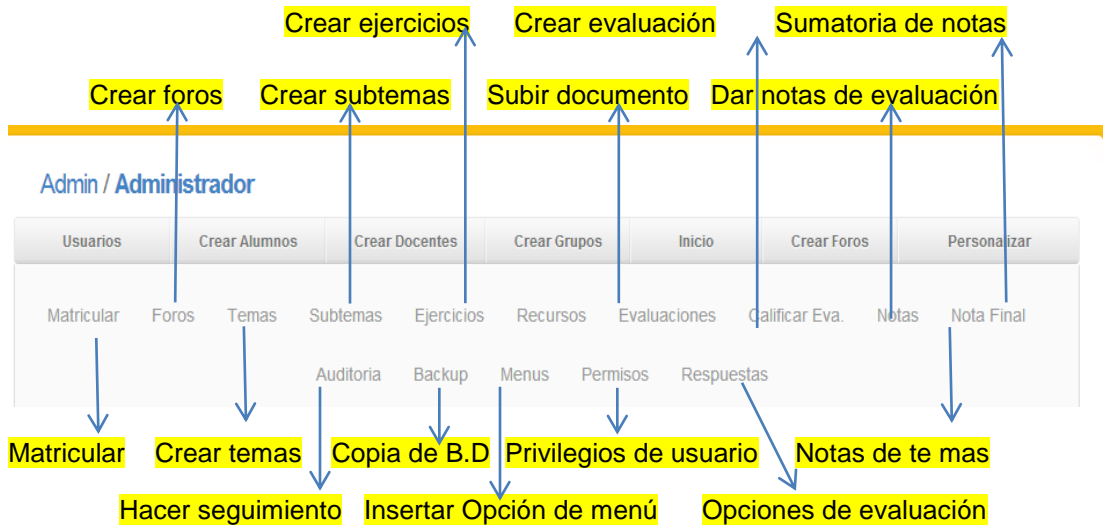 Crear ejercicios Crear evaluación Sumatoria de notas
Crear foros Crear subtemas Subir documento Dar notas de evaluación
Admin / Administrador
Usuarios Crear Alumnos Crear Docentes Crear Grupos Inicio Crear Foros Personalizar
Matricular Foros Temas Subtemas Ejercicios Recursos Evaluaciones Calificar Eva. Notas Nota Final
Auditoria Backup Menus Permisos Respuestas
Matricular Crear temas Copia de B.D Privilegios de usuario Notas de te mas
Hacer seguimiento Insertar Opción de menú Opciones de evaluación